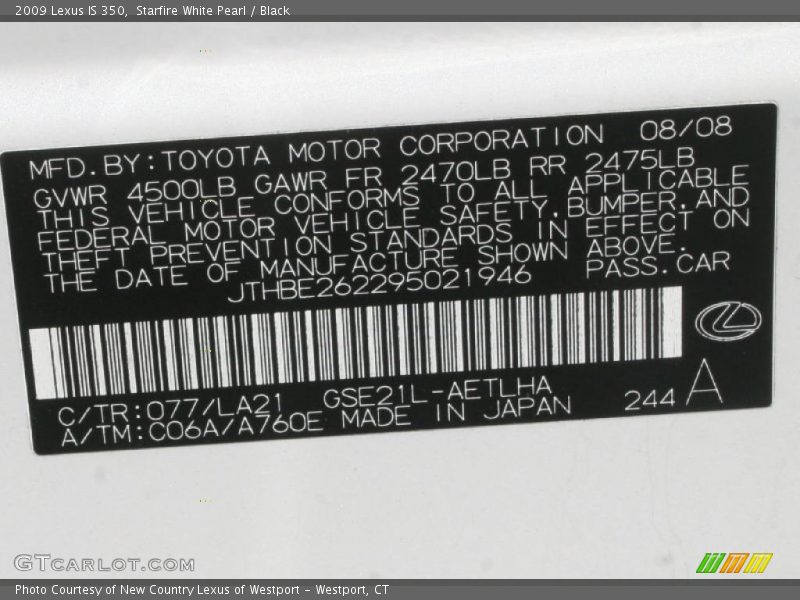 2009 Lexus IS 350, Starfire White Pearl / Black
MFD.BY:TOYOTA MOTOR CORPORATION 08/08
GVWR 4500LB GAWR FR 2470LB RR 2475LB
THIS VEHICLE CONFORMS TO ALL APPLICABLE
FEDERAL MOTOR VEHICLE SAFETY,BUMPER,AND
THEFT PREVENTION STANDARDS IN EFFECT ON
THE DATE OF MANUFACTURE SHOWN ABOVE.
JTHBE262295021946 PASS.CAR
C/TR:077/LA21 GSE21L-AETLHA
A/TM:C06A/A760E MADE IN JAPAN 244 A
GTCARLOT.COM
Photo Courtesy of New Country Lexus of Westport - Westport, CT